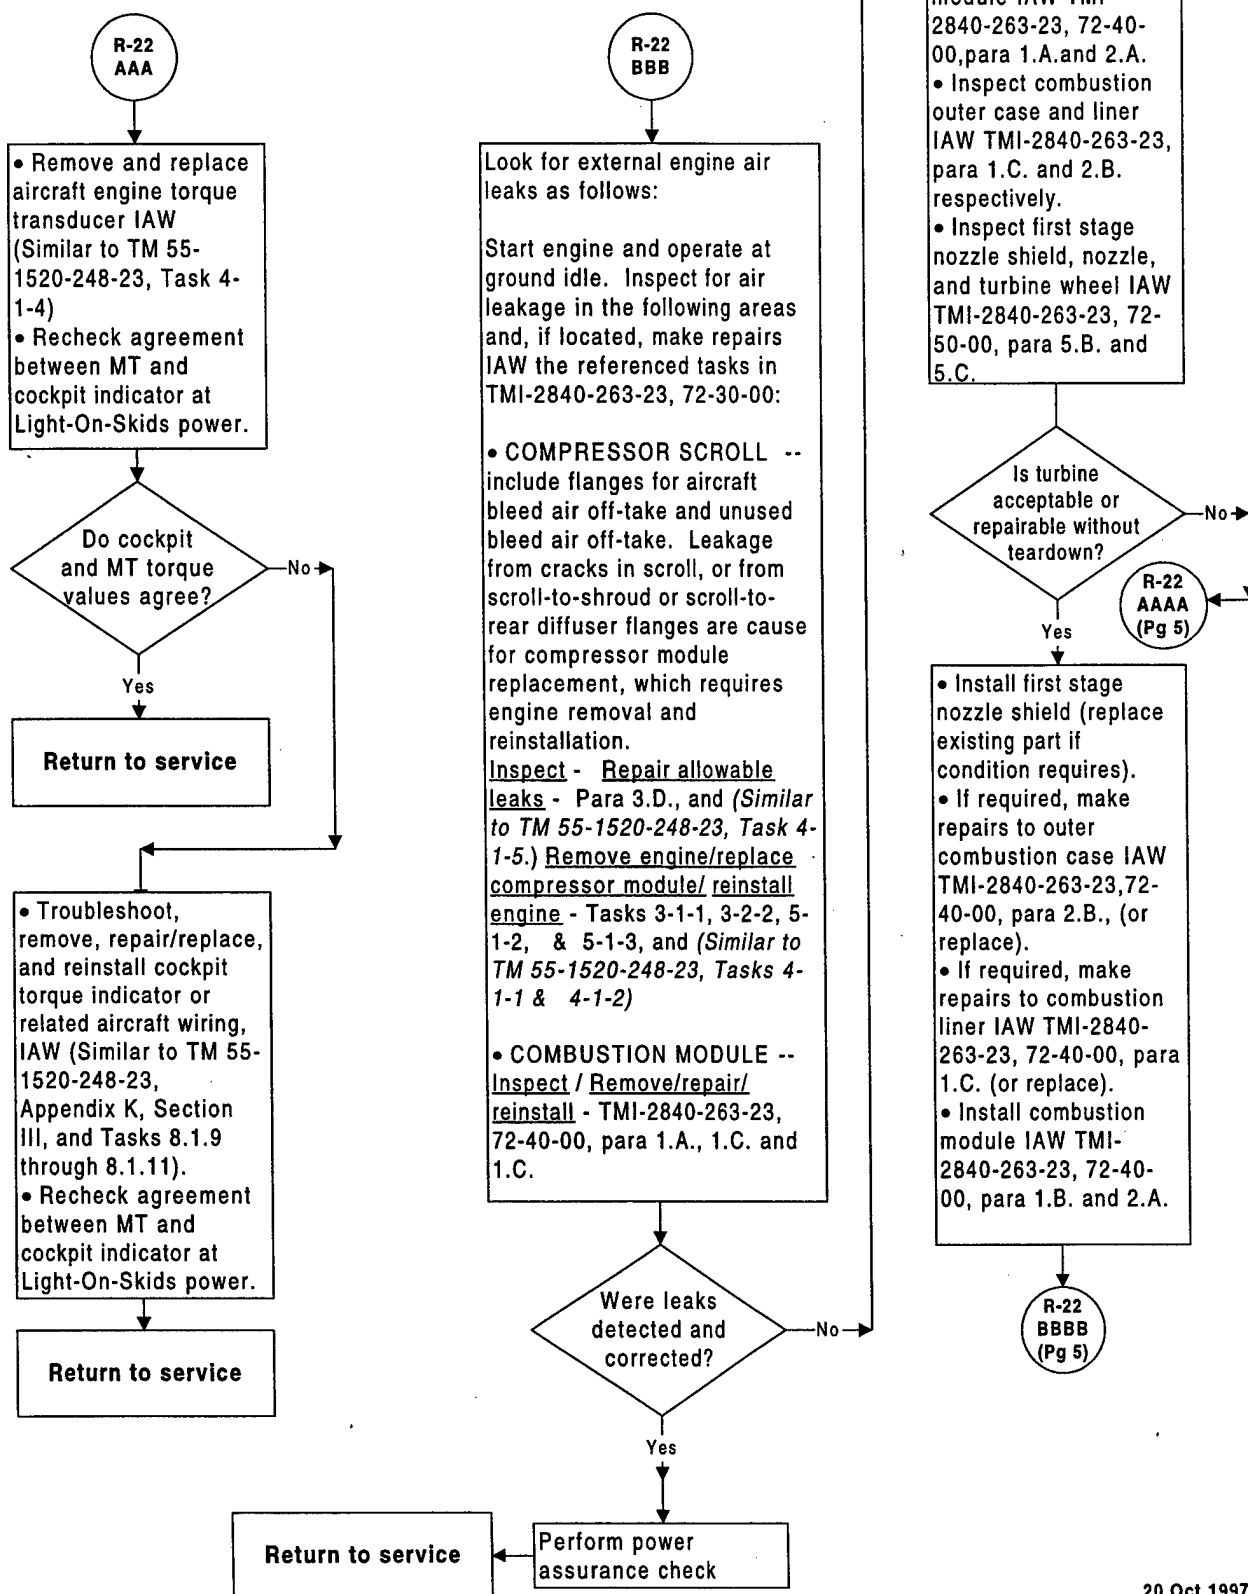 R-22
AAA
• Remove and replace
aircraft engine torque
transducer IAW
(Similar to TM 55-
1520-248-23, Task 4-
1-4)
• Recheck agreement
between MT and
cockpit indicator at
Light-On-Skids power.
Do cockpit
and MT torque
values agree?
No
Yes
Return to service
• Troubleshoot,
remove, repair/replace,
and reinstall cockpit
torque indicator or
related aircraft wiring,
IAW (Similar to TM 55-
1520-248-23,
Appendix K, Section
III, and Tasks 8.1.9
through 8.1.11).
• Recheck agreement
between MT and
cockpit indicator at
Light-On-Skids power.
Return to service
R-22
BBB
Look for external engine air
leaks as follows:
Start engine and operate at
ground idle. Inspect for air
leakage in the following areas
and, if located, make repairs
IAW the referenced tasks in
TMI-2840-263-23, 72-30-00:
• COMPRESSOR SCROLL --
include flanges for aircraft
bleed air off-take and unused
bleed air off-take. Leakage
from cracks in scroll, or from
scroll-to-shroud or scroll-to-
rear diffuser flanges are cause
for compressor module
replacement, which requires
engine removal and
reinstallation.
Inspect - Repair allowable
leaks - Para 3.D., and (Similar
to TM 55-1520-248-23, Task 4-
1-5.) Remove engine/replace
compressor module/ reinstall
engine - Tasks 3-1-1, 3-2-2, 5-
1-2, & 5-1-3, and (Similar to
TM 55-1520-248-23, Tasks 4-
1-1 & 4-1-2)
• COMBUSTION MODULE --
Inspect / Remove/repair/
reinstall - TMI-2840-263-23,
72-40-00, para 1.A., 1.C. and
1.C.
Were leaks
detected and
corrected?
No
Yes
Perform power
assurance check
Return to service
module IAW TMI-
2840-263-23, 72-40-
00,para 1.A.and 2.A.
• Inspect combustion
outer case and liner
IAW TMI-2840-263-23,
para 1.C. and 2.B.
respectively.
• Inspect first stage
nozzle shield, nozzle,
and turbine wheel IAW
TMI-2840-263-23, 72-
50-00, para 5.B. and
5.C.
Is turbine
acceptable or
repairable without
teardown?
No
R-22
AAAA
(Pg 5)
Yes
• Install first stage
nozzle shield (replace
existing part if
condition requires).
• If required, make
repairs to outer
combustion case IAW
TMI-2840-263-23,72-
40-00, para 2.B., (or
replace).
• If required, make
repairs to combustion
liner IAW TMI-2840-
263-23, 72-40-00, para
1.C. (or replace).
• Install combustion
module IAW TMI-
2840-263-23, 72-40-
00, para 1.B. and 2.A.
R-22
BBBB
(Pg 5)
20 Oct 1997